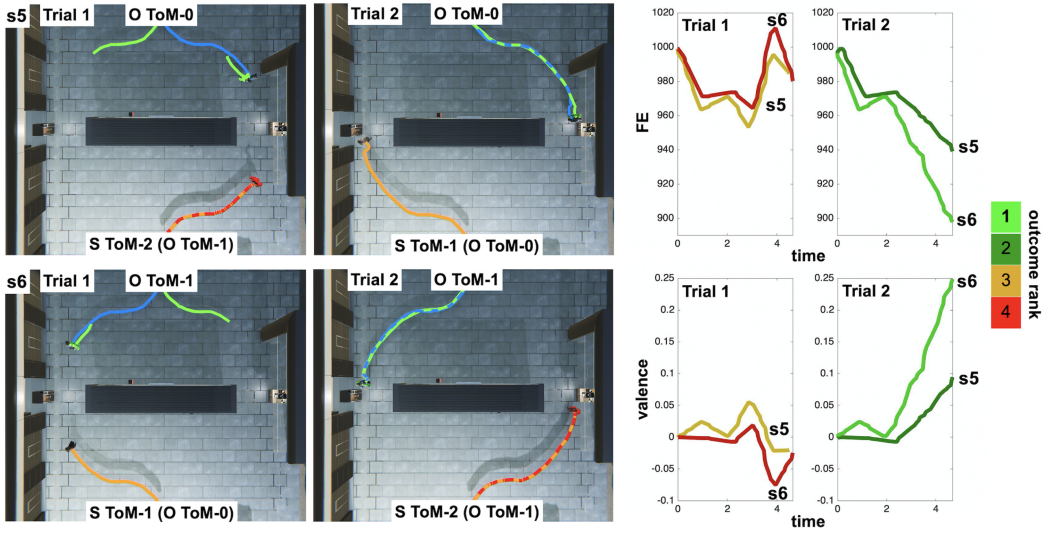 s5 Trial 1 O ToM-0
S ToM-2 (O ToM-1)
Trial 2 O ToM-0
S ToM-1 (O ToM-0)
s6 Trial 1 O ToM-1
S ToM-1 (O ToM-0)
Trial 2 O ToM-1
S ToM-2 (O ToM-1)
FE
1000
980
960
940
920
900
Trial 1
s6
s5
0 2 4
1000
980
960
940
920
900
Trial 2
s5
s6
0 2 4
time
valence
0.25
0.2
0.15
0.1
0.05
0
-0.05
-0.1
Trial 1
s5
s6
0 2 4
0.25
0.2
0.15
0.1
0.05
0
-0.05
-0.1
Trial 2
s6
s5
0 2 4
time
1
2
3
4
outcome rank